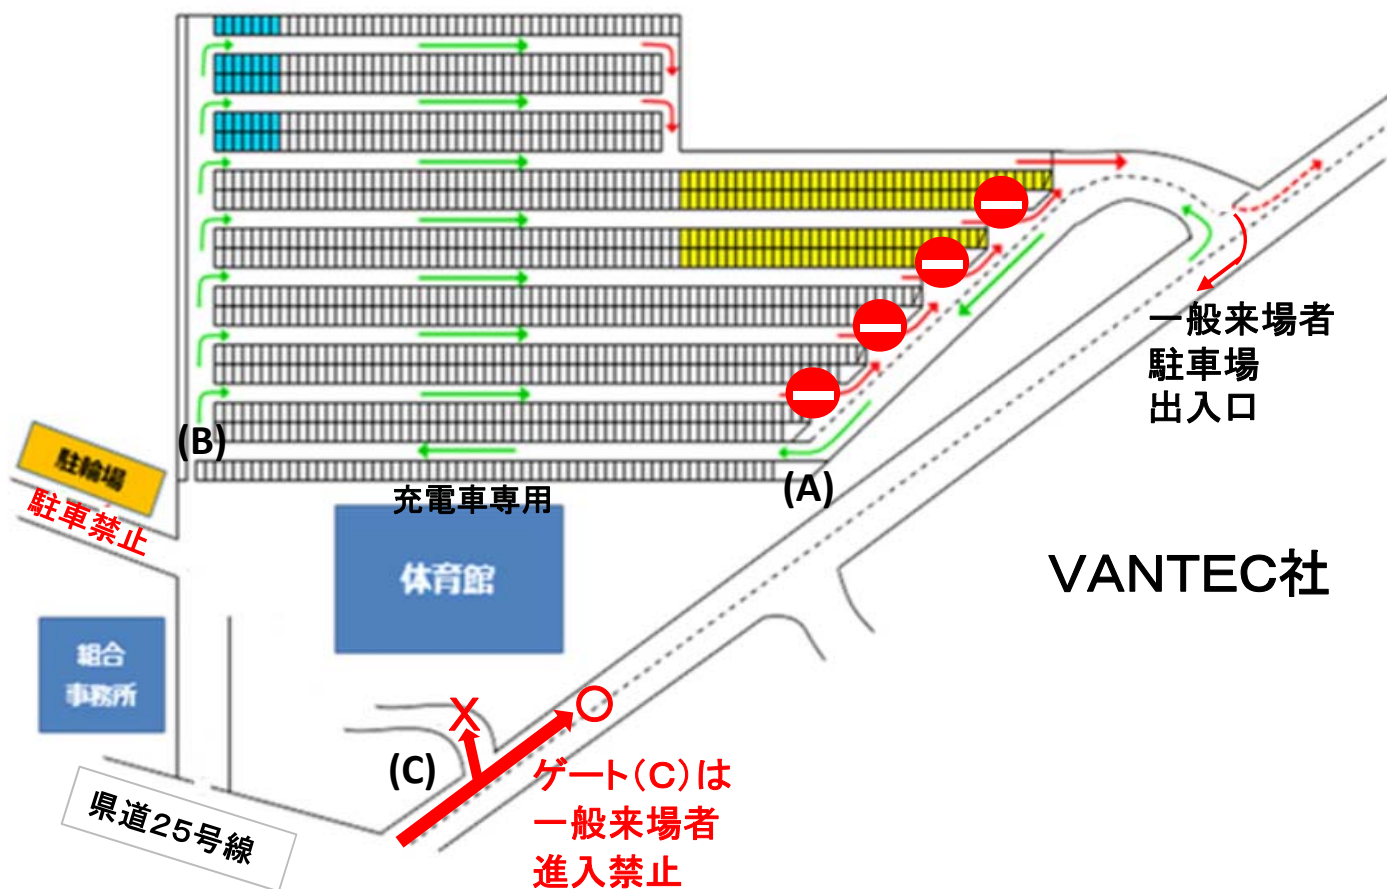 一般来場者
駐車場
出入口
(B)
駐輪場
駐車禁止
充電車専用
(A)
体育館
VANTEC社
組合
事務所
X
(C)
ゲート(C)は
一般来場者
進入禁止
県道25号線